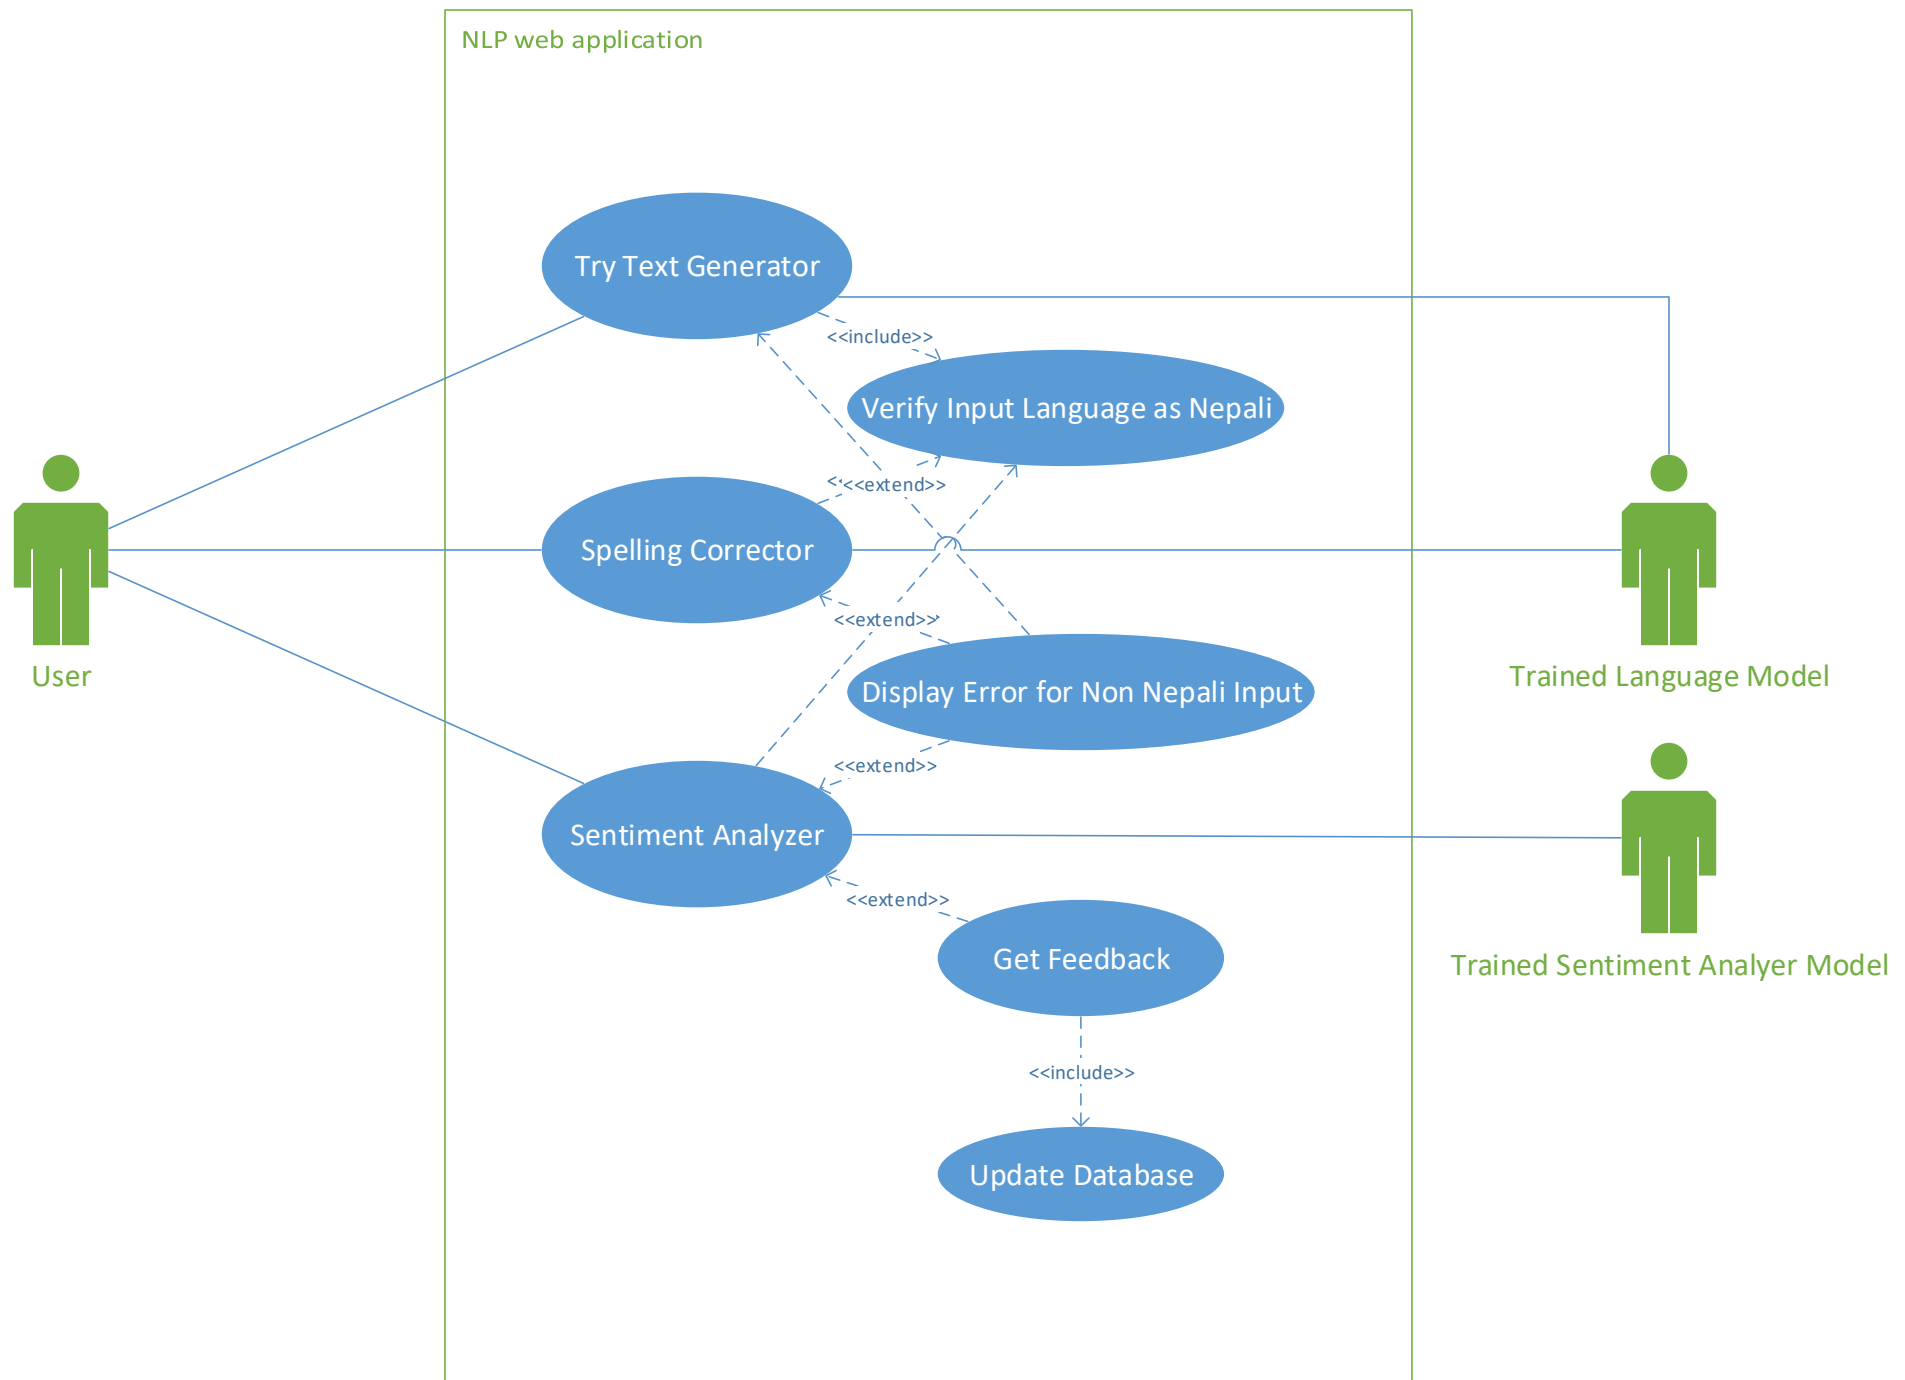 NLP web application
Try Text Generator
<<include>>
Verify Input Language as Nepali
<<extend>>
Spelling Corrector
<<extend>>
Display Error for Non Nepali Input
User
Trained Language Model
<<extend>>
Sentiment Analyzer
<<extend>>
Get Feedback
Trained Sentiment Analyer Model
<<include>>
Update Database